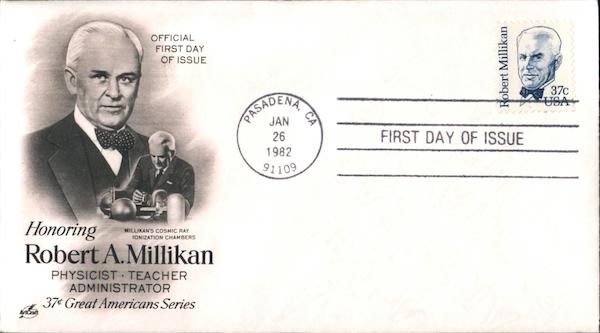 OFFICIAL
FIRST DAY
OF ISSUE
MILLIKAN'S COSMIC RAY
IONIZATION CHAMBERS
Honoring
Robert A. Millikan
PHYSICIST · TEACHER
ADMINISTRATOR
37¢ Great Americans Series
ArtCraft
PASADENA, CA
JAN
26
1982
91109
FIRST DAY OF ISSUE
Robert Millikan
37c
USA